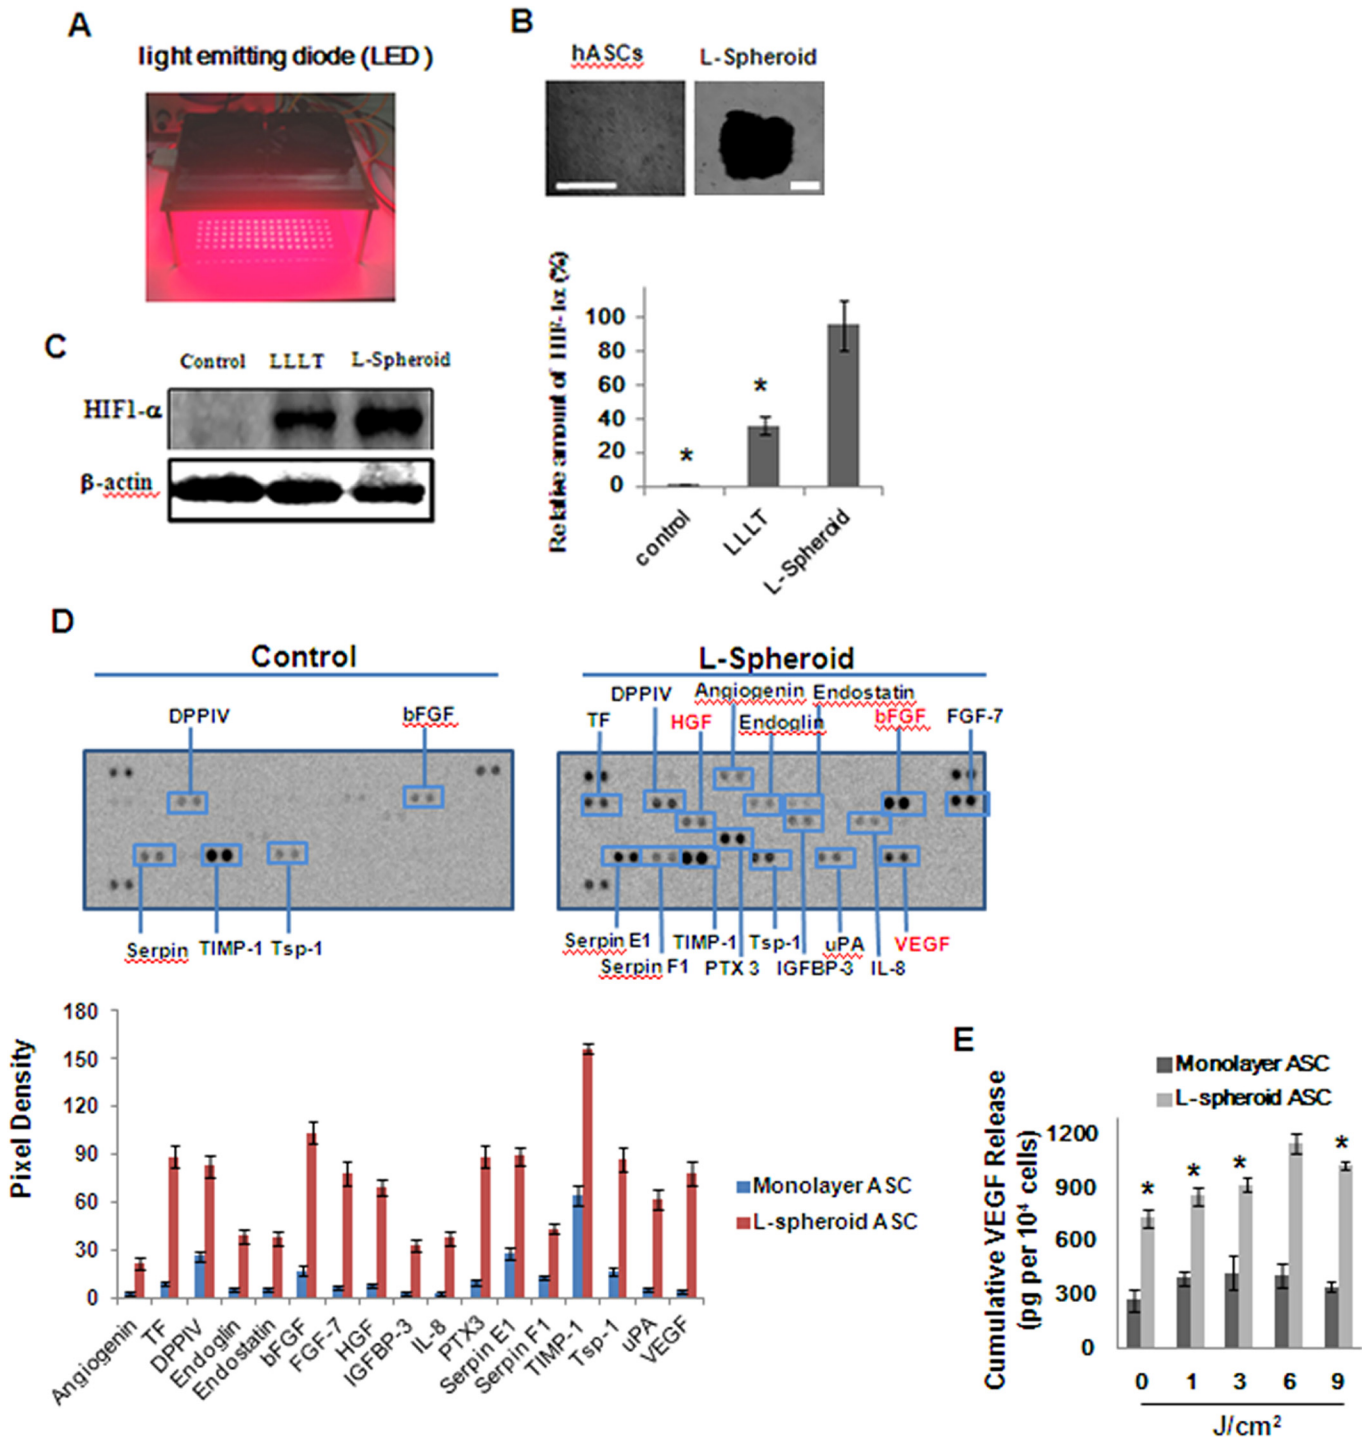 A
light emitting diode (LED )
B
hASCs
L-Spheroid
C
Control
LLLT
L-Spheroid
HIF1-α
β-actin
Relative amount of HIF-1α (%)
100
80
60
40
20
0
*
*
control
LLLT
L-Spheroid
D
Control
DPPIV
bFGF
Serpin
TIMP-1
Tsp-1
L-Spheroid
DPPIV
Angiogenin
Endostatin
TF
HGF
Endoglin
bFGF
FGF-7
Serpin E1
TIMP-1
Tsp-1
uPA
VEGF
Serpin F1
PTX 3
IGFBP-3
IL-8
Pixel Density
180
150
120
90
60
30
0
Monolayer ASC
L-spheroid ASC
Angiogenin
TF
DPPIV
Endoglin
Endostatin
bFGF
FGF-7
HGF
IGFBP-3
IL-8
PTX3
Serpin E1
Serpin F1
TIMP-1
Tsp-1
uPA
VEGF
E
Monolayer ASC
L-spheroid ASC
Cumulative VEGF Release
(pg per 10⁴ cells)
1200
900
600
300
0
*
*
*
*
0 1 3 6 9
J/cm²